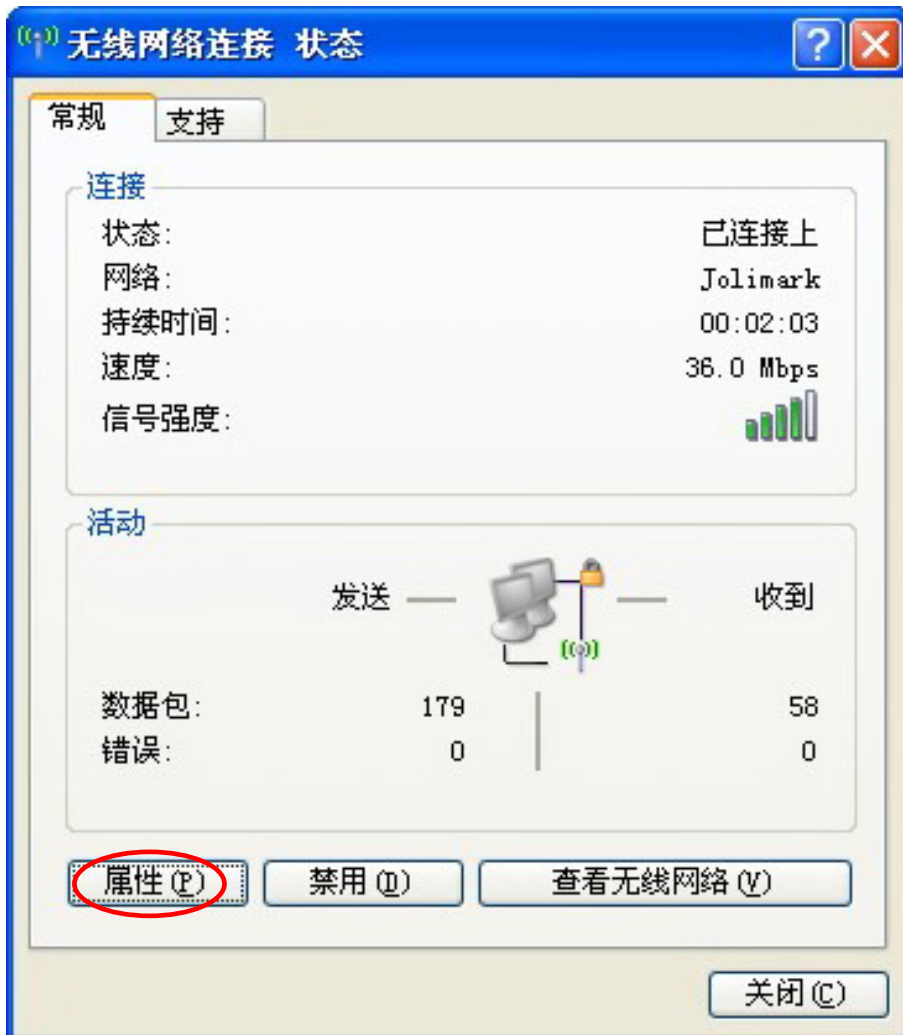 无线网络连接 状态
常规 支持
连接
状态: 已连接上
网络: Jolimark
持续时间: 00:02:03
速度: 36.0 Mbps
信号强度:
活动
发送 收到
数据包: 179 58
错误: 0 0
属性(P) 禁用(D) 查看无线网络(V)
关闭(C)